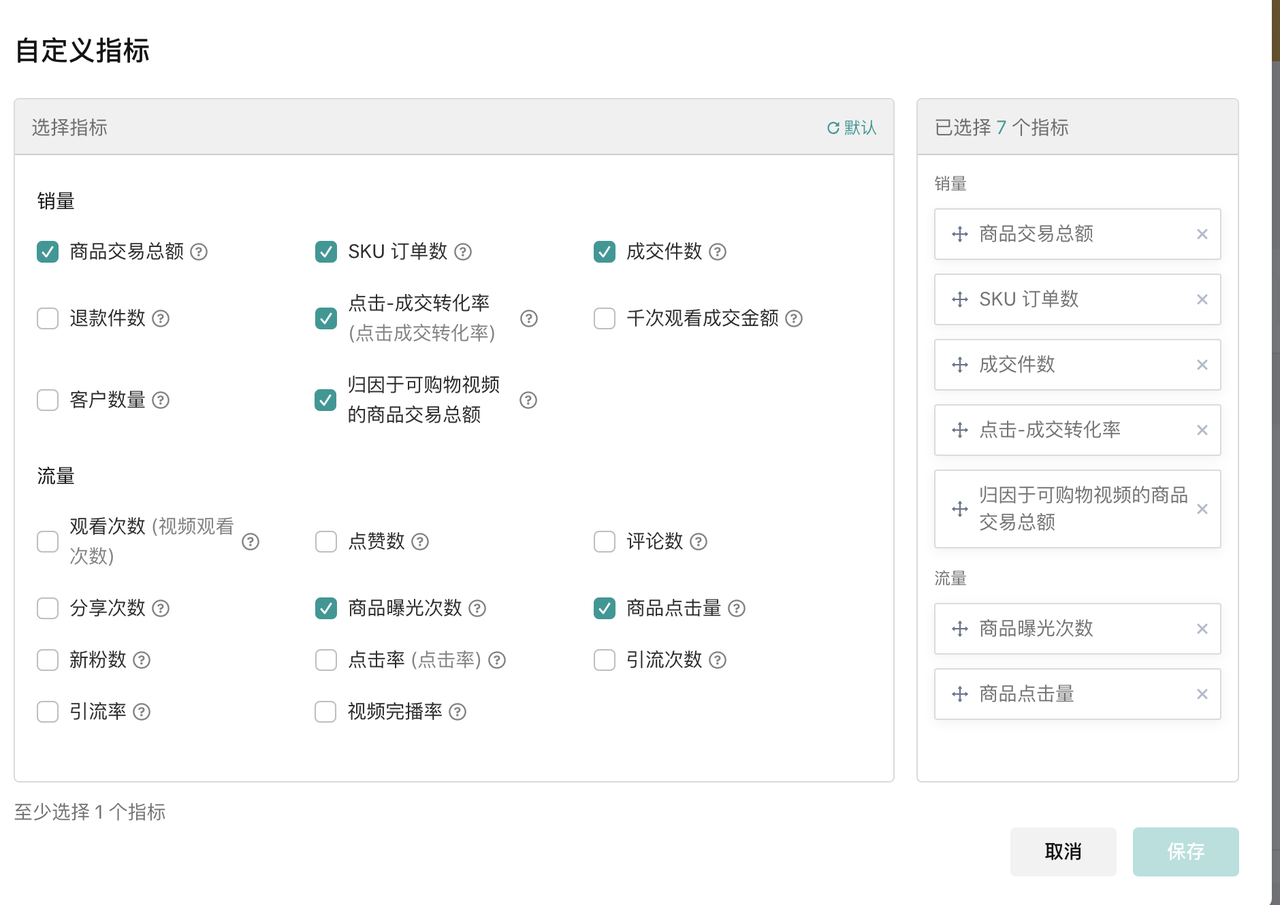 自定义指标
选择指标
默认
销量
商品交易总额
SKU 订单数
成交件数
退款件数
点击-成交转化率
(点击成交转化率)
千次观看成交金额
客户数量
归因于可购物视频
的商品交易总额
流量
观看次数 (视频观看
次数)
点赞数
评论数
分享次数
商品曝光次数
商品点击量
新粉数
点击率 (点击率)
引流次数
引流率
视频完播率
至少选择 1 个指标
已选择 7 个指标
销量
商品交易总额
SKU 订单数
成交件数
点击-成交转化率
归因于可购物视频的商品
交易总额
流量
商品曝光次数
商品点击量
取消
保存